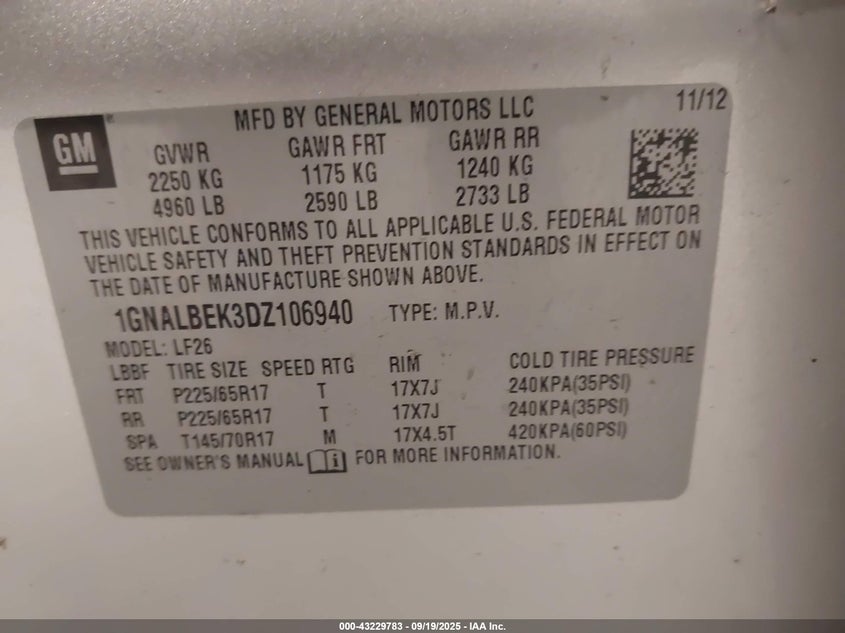 GM
MFD BY GENERAL MOTORS LLC 11/12
GVWR GAWR FRT GAWR RR
2250 KG 1175 KG 1240 KG
4960 LB 2590 LB 2733 LB
THIS VEHICLE CONFORMS TO ALL APPLICABLE U.S. FEDERAL MOTOR
VEHICLE SAFETY AND THEFT PREVENTION STANDARDS IN EFFECT ON
THE DATE OF MANUFACTURE SHOWN ABOVE.
1GNALBEK3DZ106940 TYPE: M.P.V.
MODEL: LF26
LBBF TIRE SIZE SPEED RTG RIM COLD TIRE PRESSURE
FRT P225/65R17 T 17X7J 240KPA(35PSI)
RR P225/65R17 T 17X7J 240KPA(35PSI)
SPA T145/70R17 M 17X4.5T 420KPA(60PSI)
SEE OWNER'S MANUAL i FOR MORE INFORMATION.
000-43229783 - 09/19/2025 - IAA Inc.